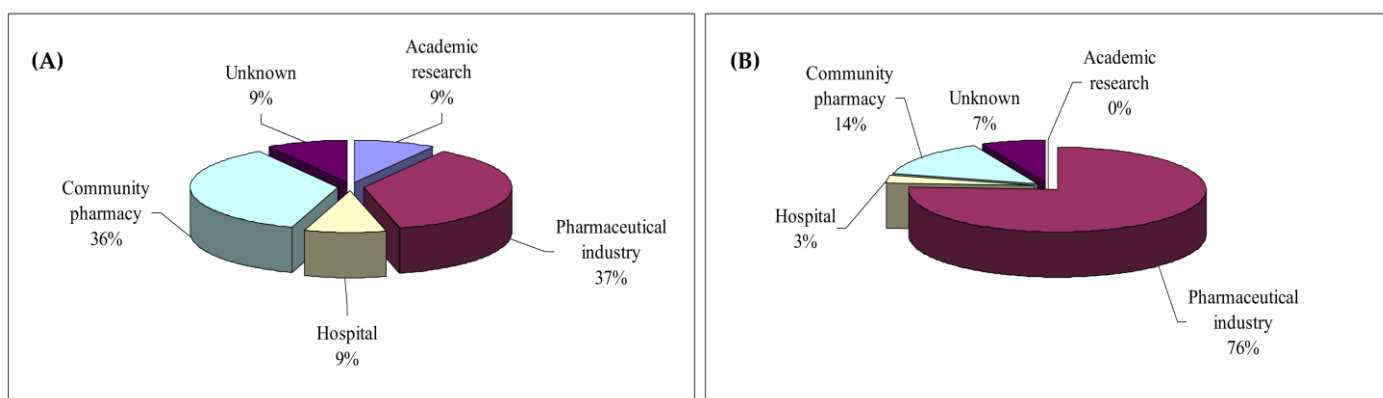 (A)
Unknown
9%
Academic
research
9%
Community
pharmacy
36%
Pharmaceutical
industry
37%
Hospital
9%
(B)
Community
pharmacy
14%
Unknown
7%
Academic
research
0%
Hospital
3%
Pharmaceutical
industry
76%